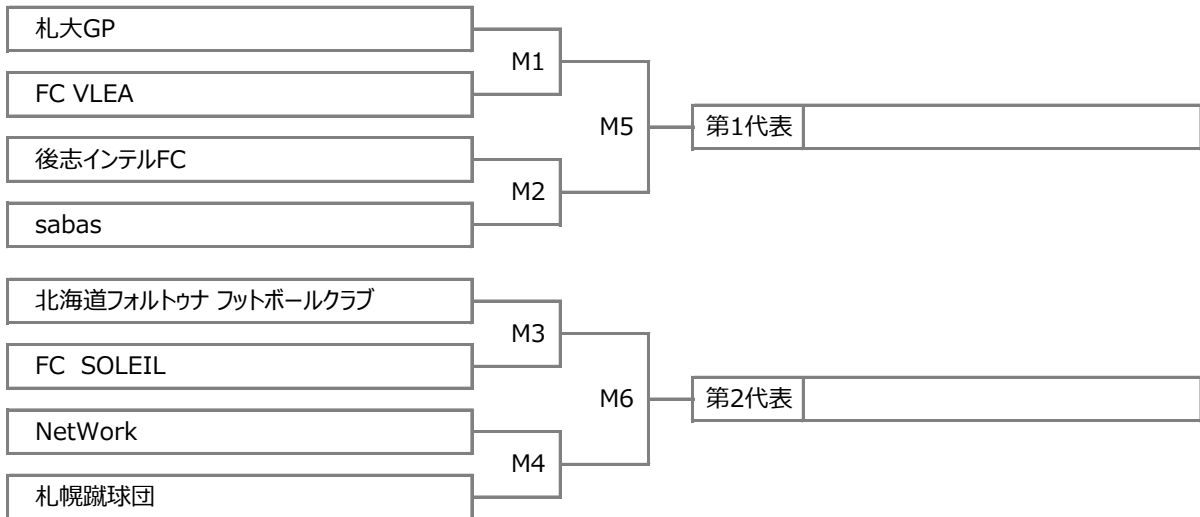 札大GP
M1
FC VLEA
M5
第1代表
後志インテルFC
M2
sabas
北海道フォルトゥナ フットボールクラブ
M3
FC SOLEIL
M6
第2代表
NetWork
M4
札幌蹴球団